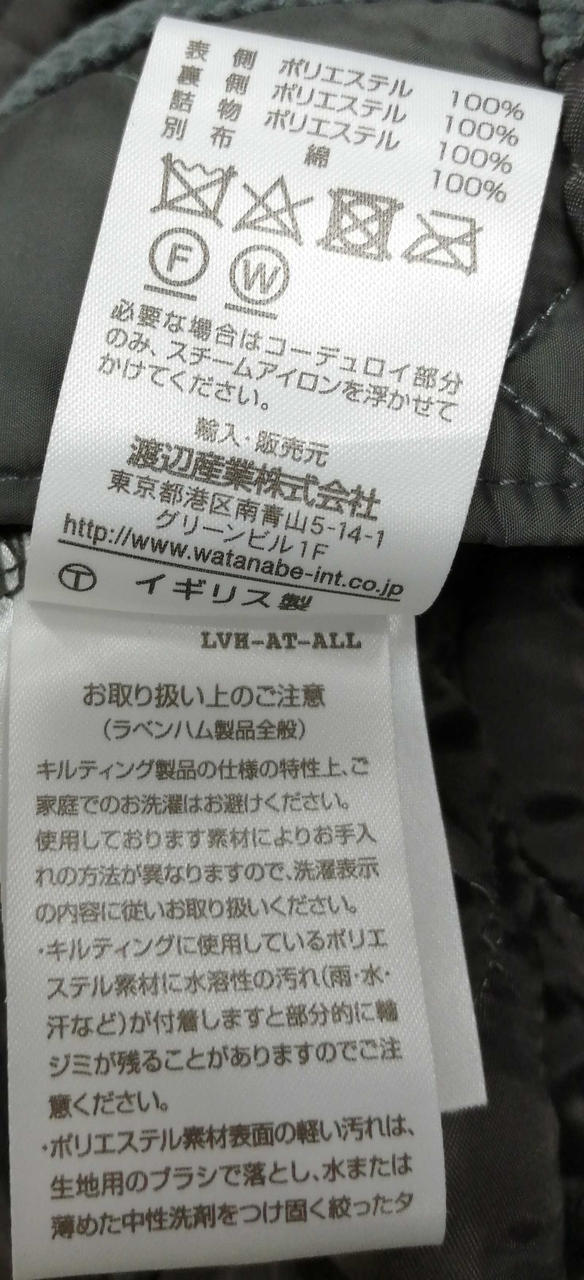 表側 ポリエステル 100%
裏側 ポリエステル 100%
詰物 ポリエステル 100%
別布 綿 100%
F W
必要な場合はコーデュロイ部分
のみ、スチームアイロンを浮かせて
かけてください。
輸入・販売元
渡辺産業株式会社
東京都港区南青山5-14-1
グリーンビル1F
http://www.watanabe-int.co.jp
Ⓣ イギリス製
LVH-AT-ALL
お取り扱い上のご注意
(ラベンハム製品全般)
キルティング製品の仕様の特性上、ご
家庭でのお洗濯はお避けください。
使用しております素材によりお手入
れの方法が異なりますので、洗濯表示
の内容に従いお取り扱いください。
・キルティングに使用しているポリエ
ステル素材に水溶性の汚れ(雨・水・
汗など)が付着しますと部分的に輪
ジミが残ることがありますのでご注
意ください。
・ポリエステル素材表面の軽い汚れは、
生地用のブラシで落とし、水または
薄めた中性洗剤をつけ固く絞ったタ